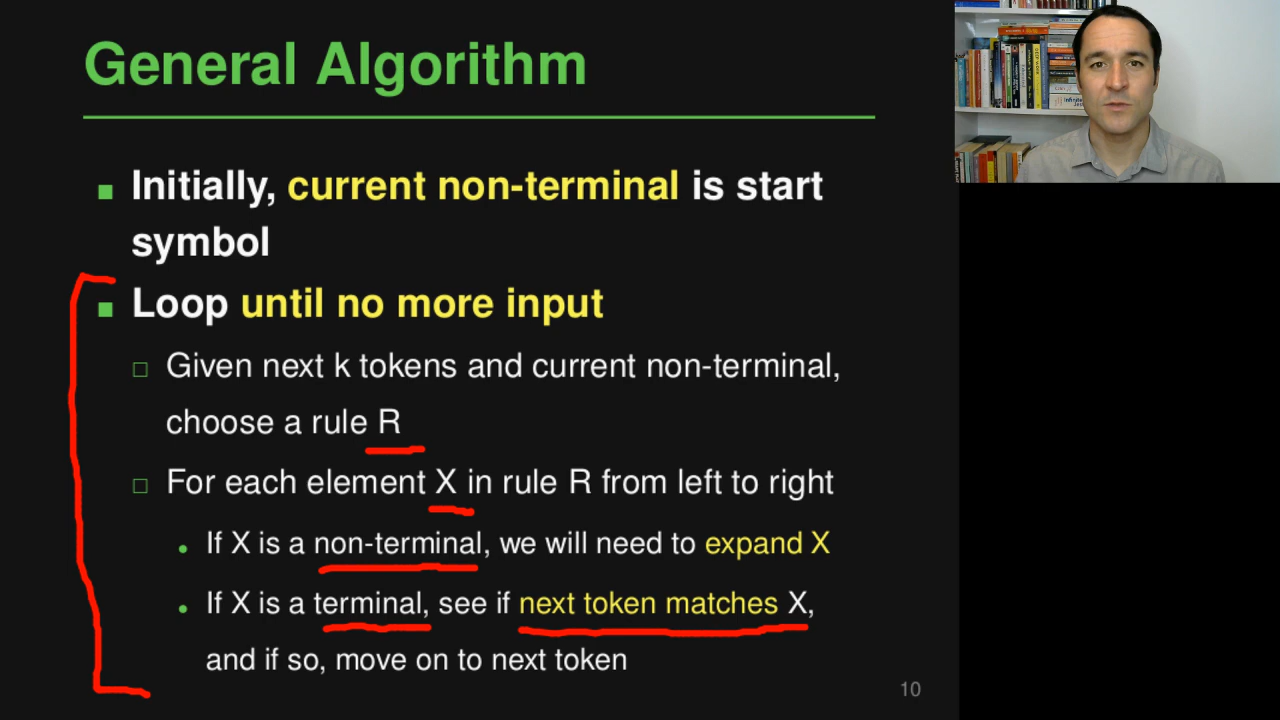 General Algorithm
Initially, current non-terminal is start
symbol
Loop until no more input
Given next k tokens and current non-terminal,
choose a rule R
For each element X in rule R from left to right
If X is a non-terminal, we will need to expand X
If X is a terminal, see if next token matches X,
and if so, move on to next token
10